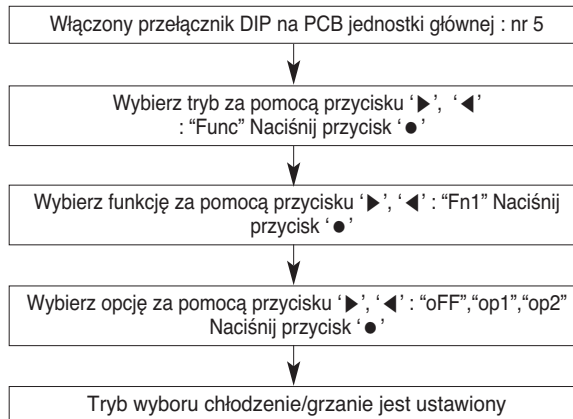 Włączony przełącznik DIP na PCB jednostki głównej : nr 5
Wybierz tryb za pomocą przycisku ‘▶’, ‘◀’
: “Func” Naciśnij przycisk ‘●’
Wybierz funkcję za pomocą przycisku ‘▶’, ‘◀’ : “Fn1” Naciśnij
przycisk ‘●’
Wybierz opcję za pomocą przycisku ‘▶’, ‘◀’ : “oFF”,“op1”,“op2”
Naciśnij przycisk ‘●’
Tryb wyboru chłodzenie/grzanie jest ustawiony